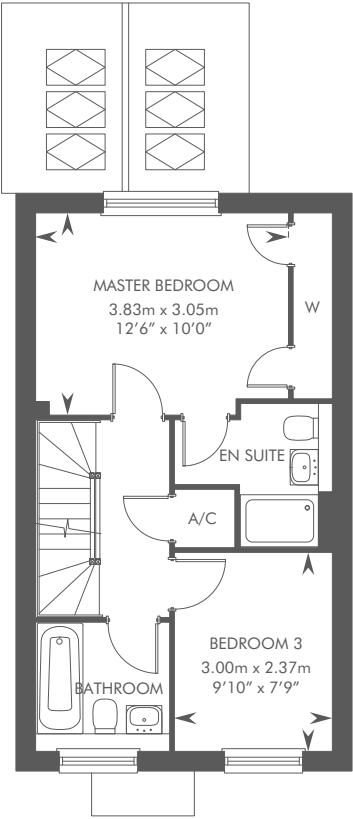 MASTER BEDROOM
3.83m x 3.05m
12'6" x 10'0"
W
EN SUITE
A/C
BEDROOM 3
3.00m x 2.37m
9'10" x 7'9"
BATHROOM